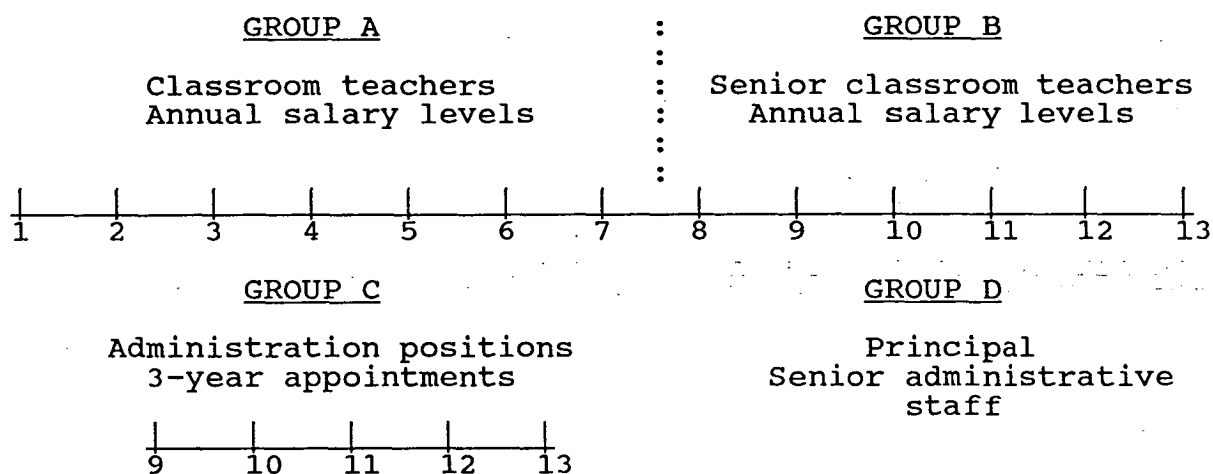 GROUP A
Classroom teachers
Annual salary levels
GROUP B
Senior classroom teachers
Annual salary levels
1 2 3 4 5 6 7 8 9 10 11 12 13
GROUP C
Administration positions
3-year appointments
9 10 11 12 13
GROUP D
Principal
Senior administrative
staff